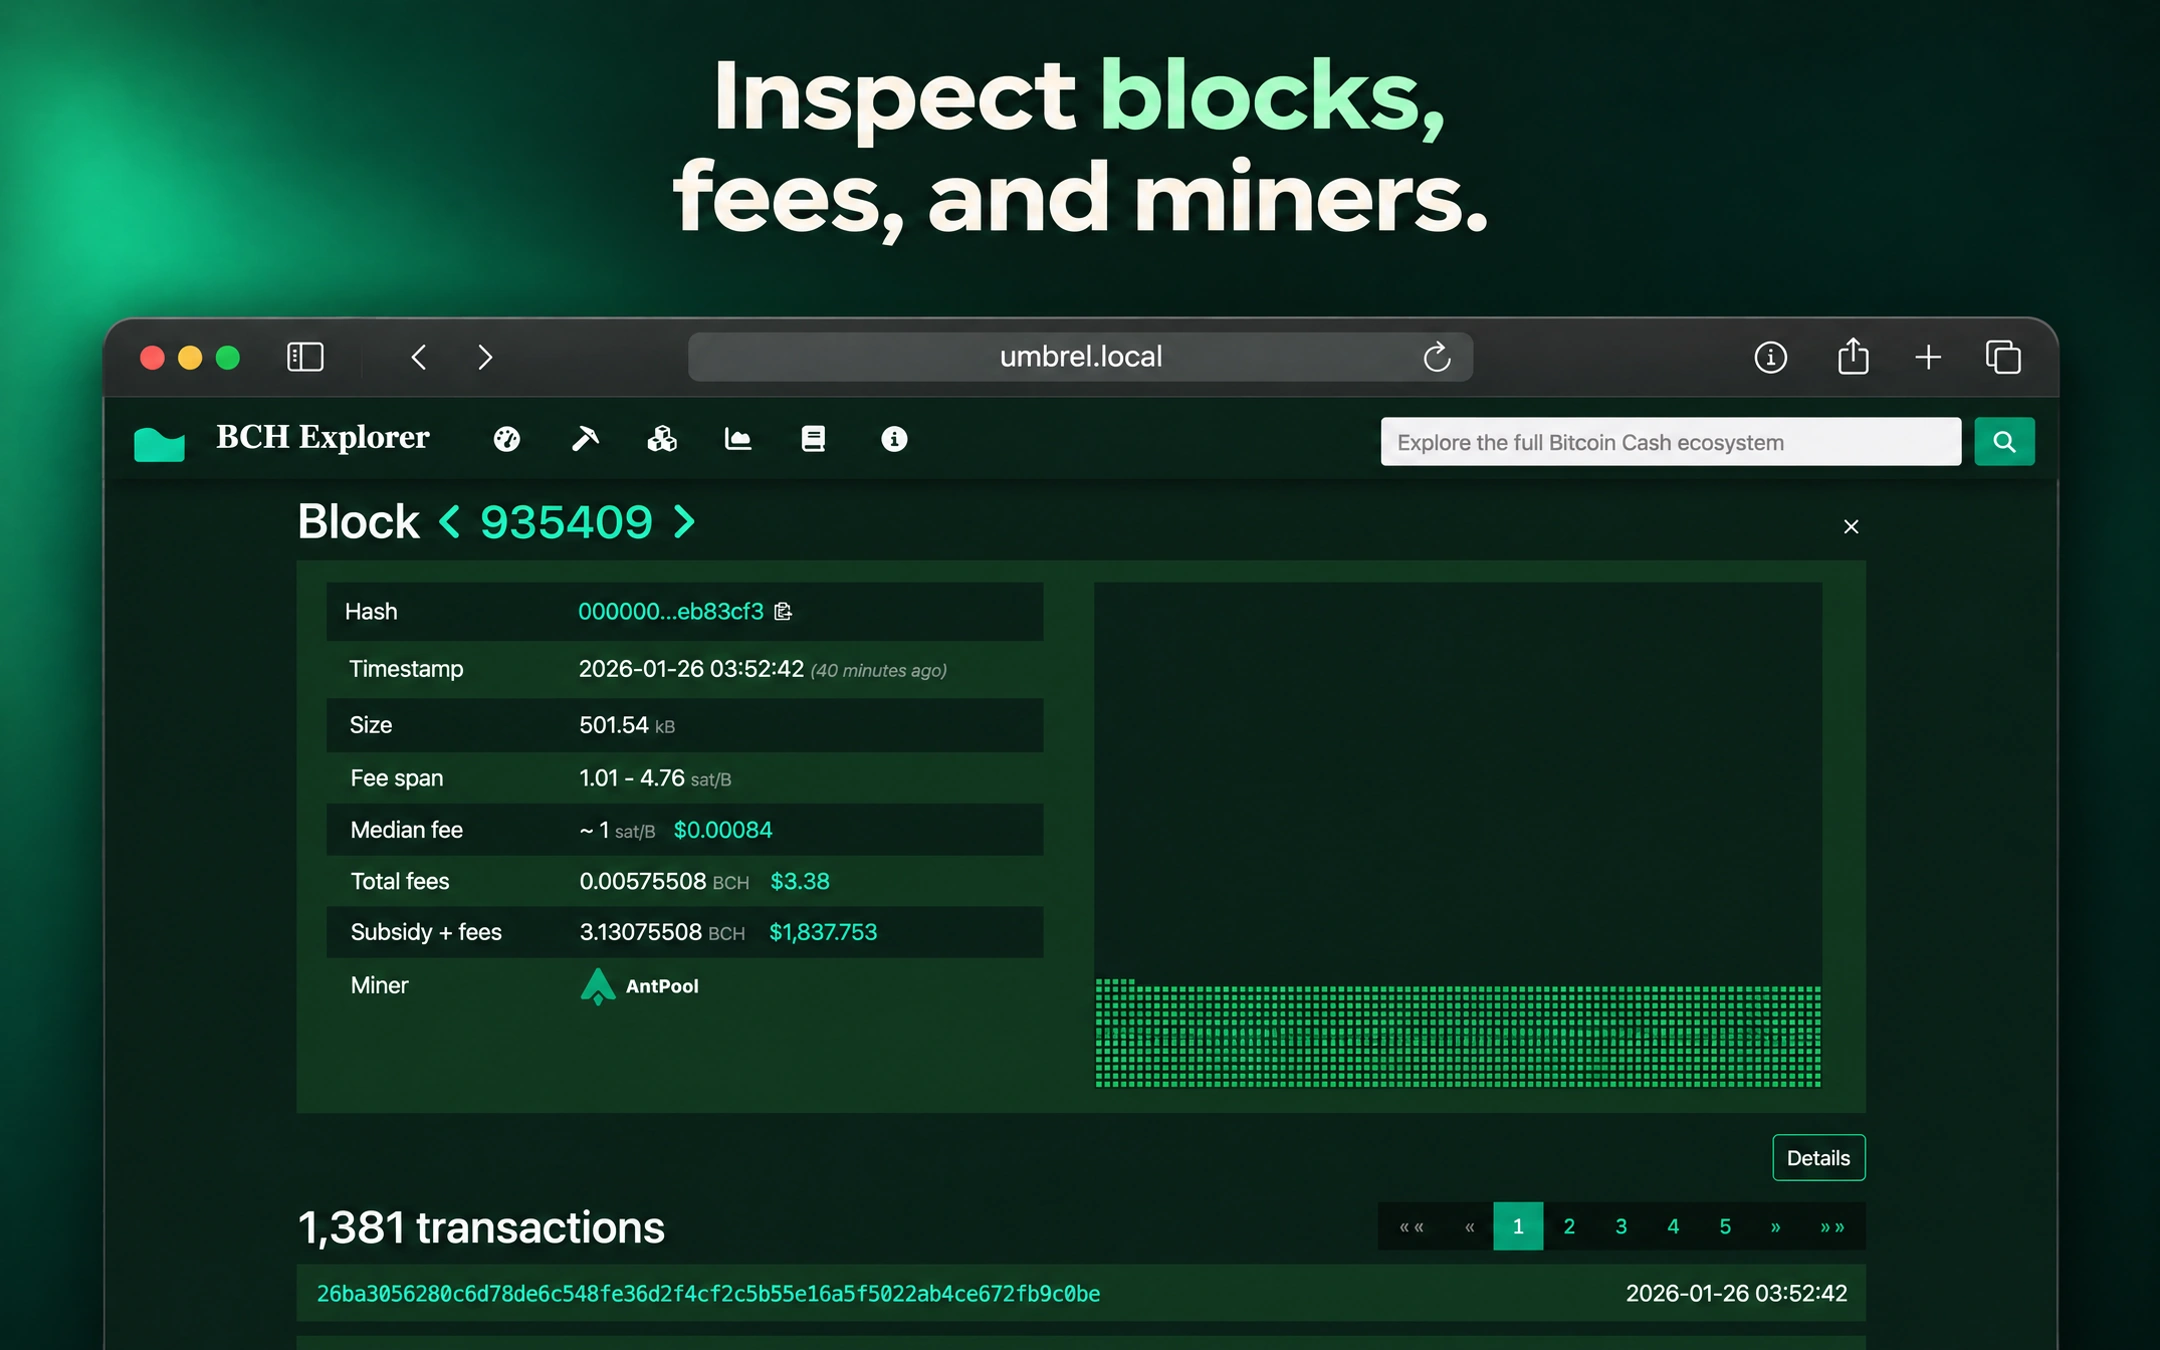 Inspect blocks,
fees, and miners.
umbrel.local
BCH Explorer
Explore the full Bitcoin Cash ecosystem
Block < 935409 >
×
Hash 000000...eb83cf3
Timestamp 2026-01-26 03:52:42 (40 minutes ago)
Size 501.54 kB
Fee span 1.01 - 4.76 sat/B
Median fee ~ 1 sat/B $0.00084
Total fees 0.00575508 BCH $3.38
Subsidy + fees 3.13075508 BCH $1,837.753
Miner AntPool
Details
1,381 transactions
« « « 1 2 3 4 5 » » »
26ba3056280c6d78de6c548fe36d2f4cf2c5b55e16a5f5022ab4ce672fb9c0be 2026-01-26 03:52:42